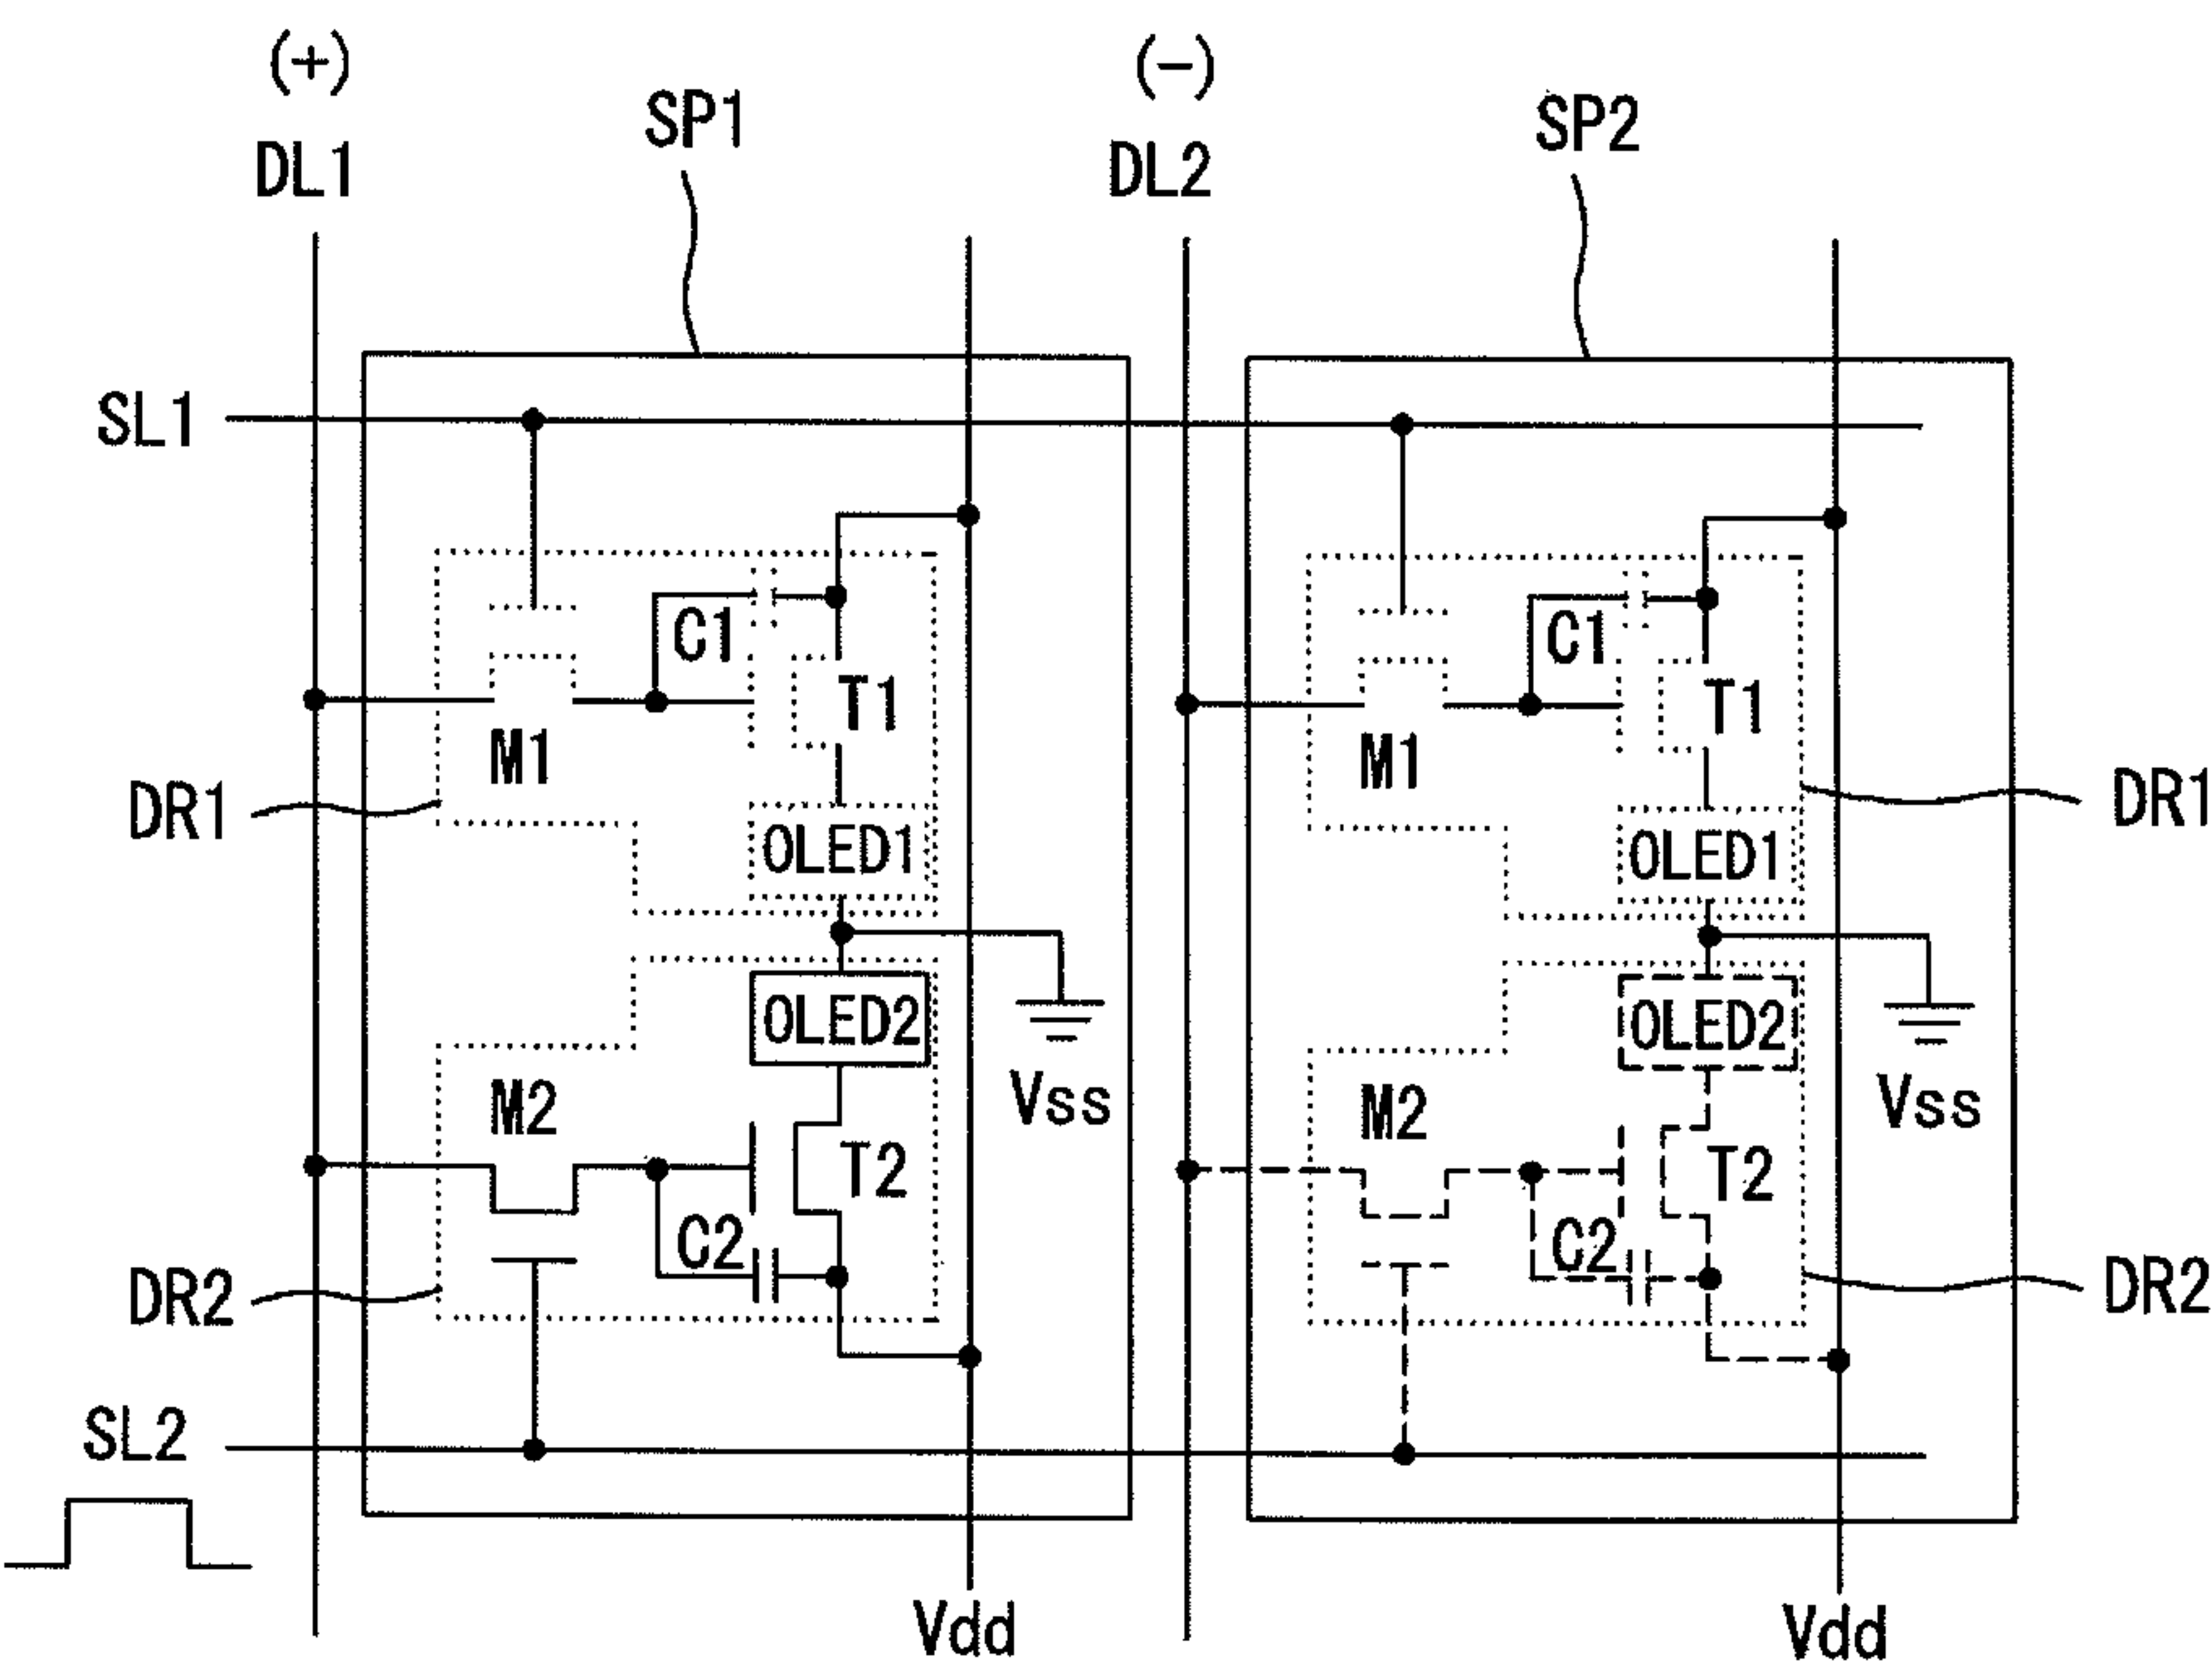 (+)
(-)
DL1
SP1
DL2
SP2
SL1
C1
T1
M1
C1
T1
M1
DR1
OLED1
OLED1
DR1
OLED2
Vss
OLED2
Vss
M2
T2
C2
M2
T2
C2
DR2
DR2
SL2
Vdd
Vdd